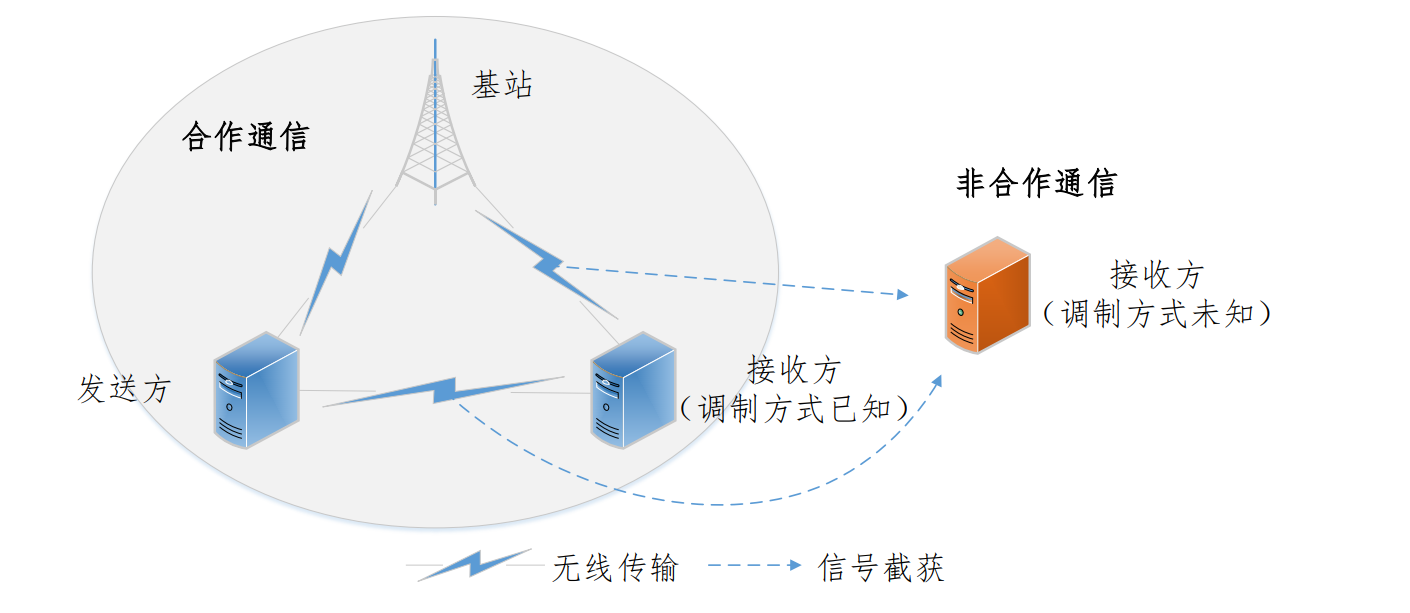 基站
合作通信
非合作通信
接收方
（调制方式未知）
发送方
接收方
（调制方式已知）
无线传输
信号截获